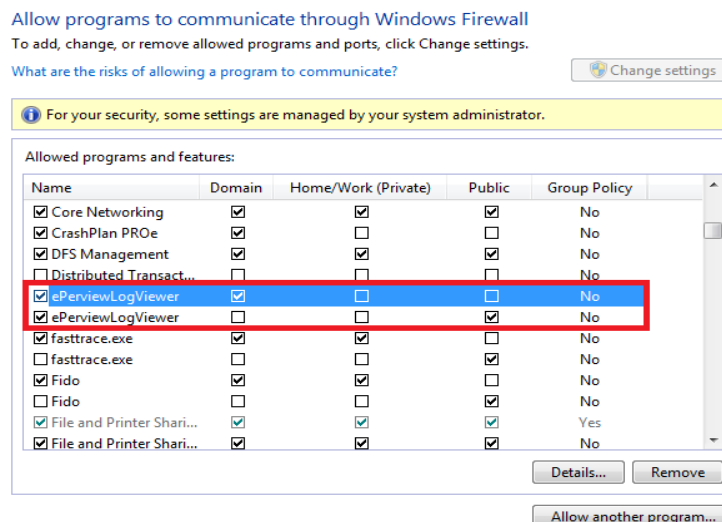 Allow programs to communicate through Windows Firewall
To add, change, or remove allowed programs and ports, click Change settings.
What are the risks of allowing a program to communicate?
Change settings
For your security, some settings are managed by your system administrator.
Allowed programs and features:
Name Domain Home/Work (Private) Public Group Policy
Core Networking No
CrashPlan PROe No
DFS Management No
Distributed Transact... No
ePerviewLogViewer No
ePerviewLogViewer No
fasttrace.exe No
fasttrace.exe No
Fido No
Fido No
File and Printer Shari... Yes
File and Printer Shari... No
Details... Remove
Allow another program...